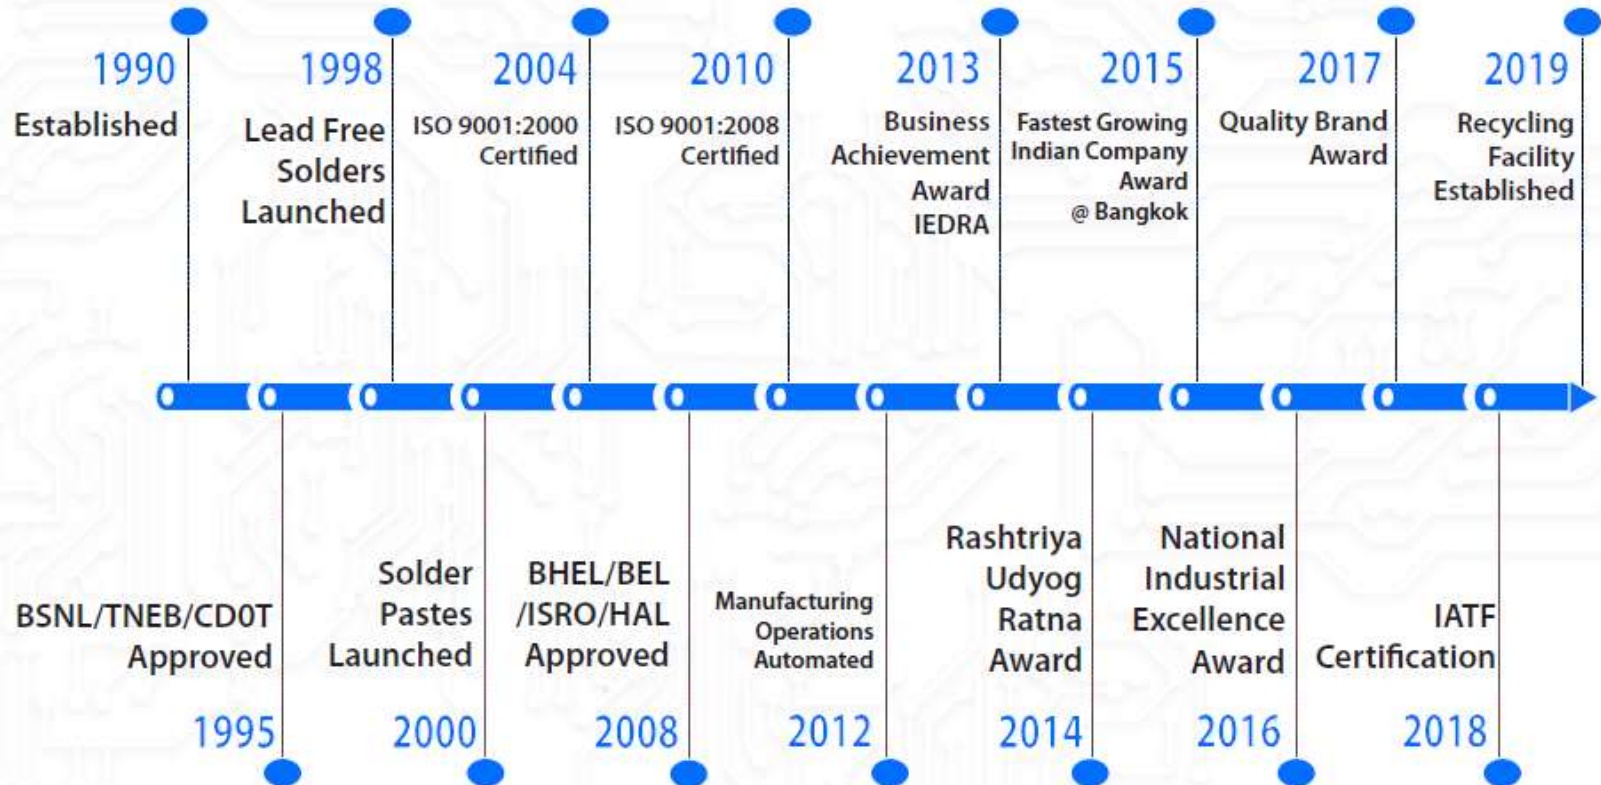 1990
Established
1998
Lead Free
Solders
Launched
2004
ISO 9001:2000
Certified
2010
ISO 9001:2008
Certified
2013
Business
Achievement
Award
IEDRA
2015
Fastest Growing
Indian Company
Award
@ Bangkok
2017
Quality Brand
Award
2019
Recycling
Facility
Established
BSNL/TNEB/CD0T
Approved
1995
Solder
Pastes
Launched
2000
BHEL/BEL
/ISRO/HAL
Approved
2008
Manufacturing
Operations
Automated
2012
Rashtriya
Udyog
Ratna
Award
2014
National
Industrial
Excellence
Award
2016
IATF
Certification
2018